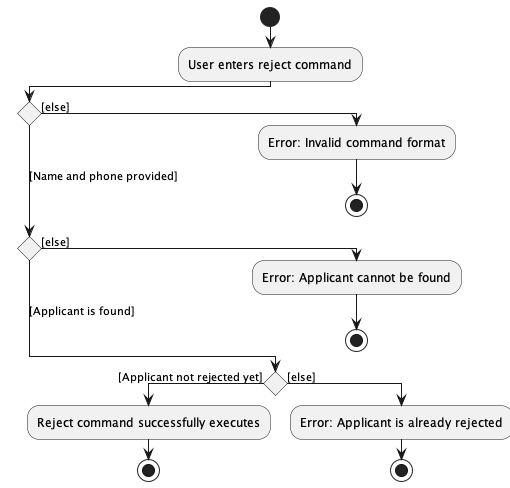 User enters reject command
[else]
Error: Invalid command format
[Name and phone provided]
[else]
Error: Applicant cannot be found
[Applicant is found]
[Applicant not rejected yet]
[else]
Reject command successfully executes
Error: Applicant is already rejected